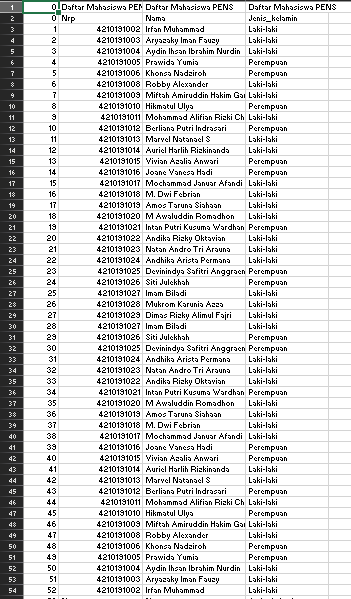 1 0 Daftar Mahasiswa PEN Daftar Mahasiswa PENS Daftar Mahasiswa PENS
2 0 Nrp Nama Jenis_kelamin
3 1 4210191002 Irfan Muhammad Laki-laki
4 2 4210191003 Aryazaky Iman Fauzy Laki-laki
5 3 4210191004 Aydin Ihsan Ibrahim Nurdin Laki-laki
6 4 4210191005 Prawida Yumia Perempuan
7 5 4210191006 Khonsa Nadziroh Perempuan
8 6 4210191008 Robby Alexander Laki-laki
9 7 4210191009 Miftah Amiruddin Hakim Gar Laki-laki
10 8 4210191010 Hikmatul Ulya Perempuan
11 9 4210191011 Mohammad Alifian Rizki Ch Laki-laki
12 10 4210191012 Berliana Putri Indrasari Perempuan
13 11 4210191013 Marvel Natanael S Laki-laki
14 12 4210191014 Auriel Harlih Rizkinanda Laki-laki
15 13 4210191015 Vivian Azalia Anwari Perempuan
16 14 4210191016 Joane Vanesa Hadi Perempuan
17 15 4210191017 Mochammad Januar Afandi Laki-laki
18 16 4210191018 M. Dwi Febrian Laki-laki
19 17 4210191019 Amos Taruna Siahaan Laki-laki
20 18 4210191020 M Awaluddin Romadhon Laki-laki
21 19 4210191021 Intan Putri Kusuma Wardhan Perempuan
22 20 4210191022 Andika Rizky Oktavian Laki-laki
23 21 4210191023 Natan Andro Tri Arauna Laki-laki
24 22 4210191024 Andhika Arista Permana Laki-laki
25 23 4210191025 Devinindya Safitri Anggraen Perempuan
26 24 4210191026 Siti Julekhah Perempuan
27 25 4210191027 Imam Biladi Laki-laki
28 26 4210191028 Mukrom Karunia Azza Laki-laki
29 27 4210191029 Dimas Rizky Alimul Fajri Laki-laki
30 28 4210191027 Imam Biladi Laki-laki
31 29 4210191026 Siti Julekhah Perempuan
32 30 4210191025 Devinindya Safitri Anggraen Perempuan
33 31 4210191024 Andhika Arista Permana Laki-laki
34 32 4210191023 Natan Andro Tri Arauna Laki-laki
35 33 4210191022 Andika Rizky Oktavian Laki-laki
36 34 4210191021 Intan Putri Kusuma Wardhan Perempuan
37 35 4210191020 M Awaluddin Romadhon Laki-laki
38 36 4210191019 Amos Taruna Siahaan Laki-laki
39 37 4210191018 M. Dwi Febrian Laki-laki
40 38 4210191017 Mochammad Januar Afandi Laki-laki
41 39 4210191016 Joane Vanesa Hadi Perempuan
42 40 4210191015 Vivian Azalia Anwari Perempuan
43 41 4210191014 Auriel Harlih Rizkinanda Laki-laki
44 42 4210191013 Marvel Natanael S Laki-laki
45 43 4210191012 Berliana Putri Indrasari Perempuan
46 44 4210191011 Mohammad Alifian Rizki Ch Laki-laki
47 45 4210191010 Hikmatul Ulya Perempuan
48 46 4210191009 Miftah Amiruddin Hakim Gar Laki-laki
49 47 4210191008 Robby Alexander Laki-laki
50 48 4210191006 Khonsa Nadziroh Perempuan
51 49 4210191005 Prawida Yumia Perempuan
52 50 4210191004 Aydin Ihsan Ibrahim Nurdin Laki-laki
53 51 4210191003 Aryazaky Iman Fauzy Laki-laki
54 52 4210191002 Irfan Muhammad Laki-laki